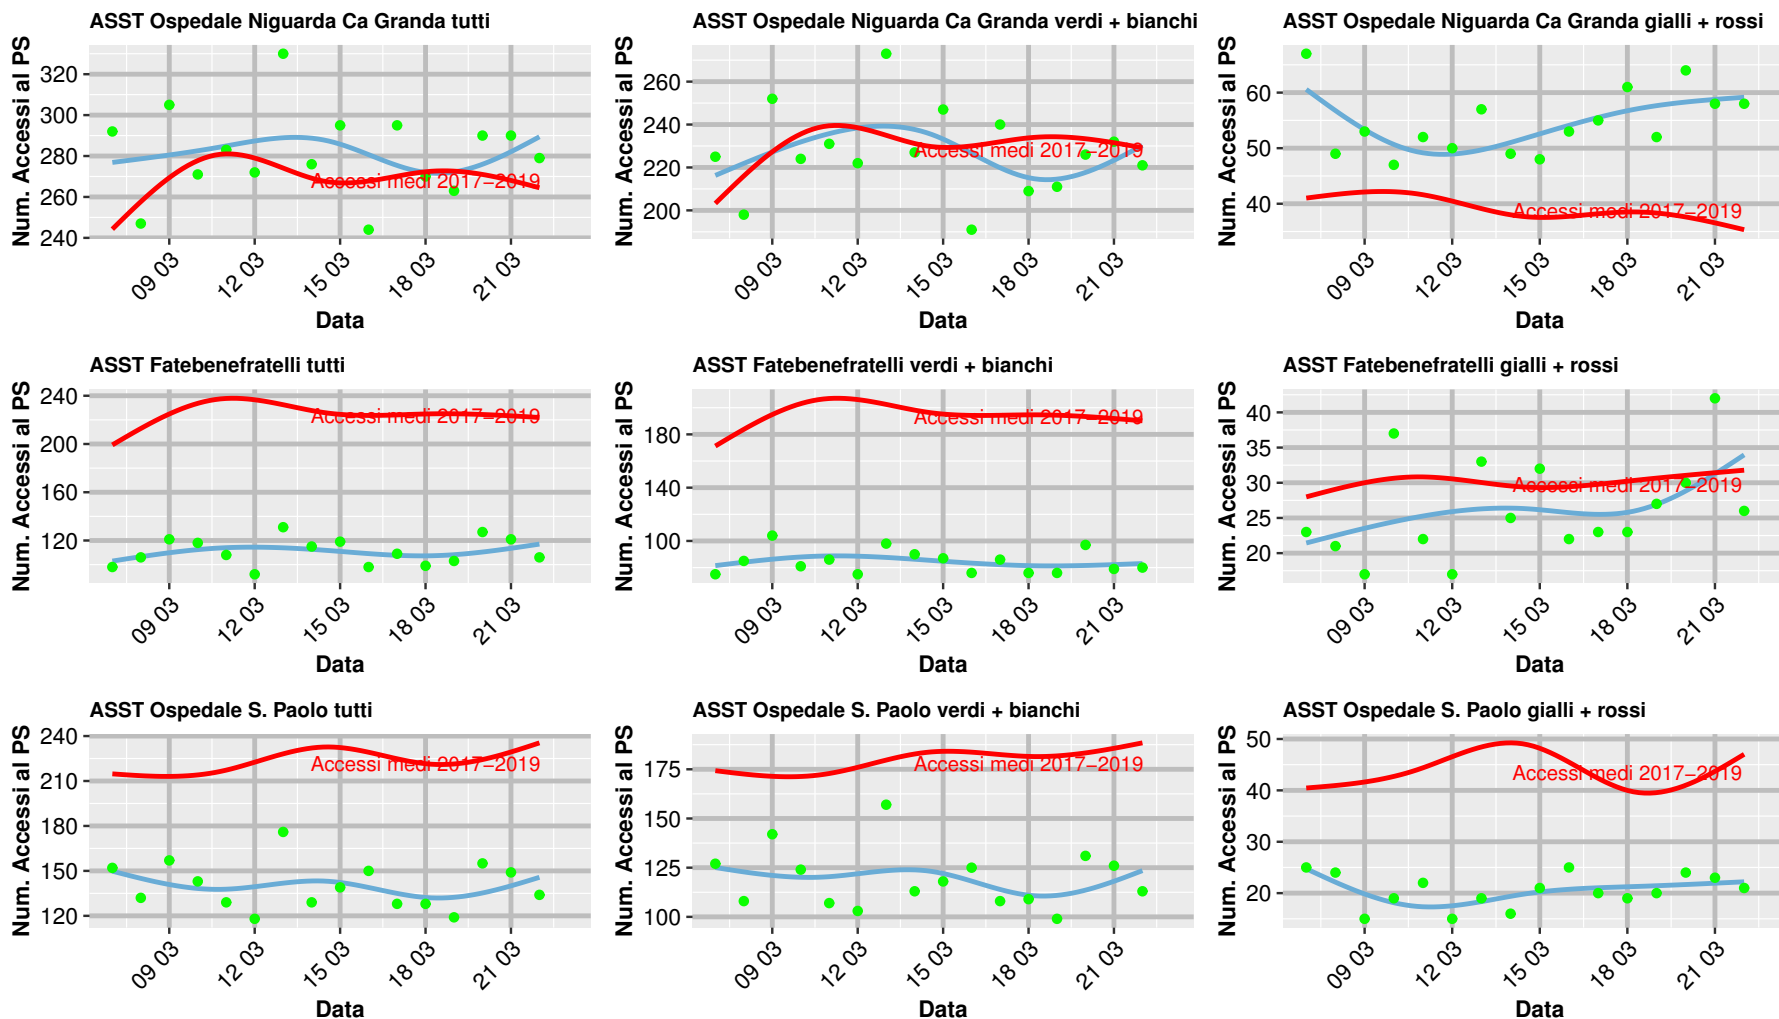 ASST Ospedale Niguarda Ca Granda tutti
Num. Accessi al PS
320
300
280
260
240
Accessi medi 2017−2019
09 03
12 03
15 03
18 03
21 03
Data
ASST Ospedale Niguarda Ca Granda verdi + bianchi
Num. Accessi al PS
260
240
220
200
Accessi medi 2017−2019
09 03
12 03
15 03
18 03
21 03
Data
ASST Ospedale Niguarda Ca Granda gialli + rossi
Num. Accessi al PS
60
50
40
Accessi medi 2017−2019
09 03
12 03
15 03
18 03
21 03
Data
ASST Fatebenefratelli tutti
Num. Accessi al PS
240
200
160
120
Accessi medi 2017−2019
09 03
12 03
15 03
18 03
21 03
Data
ASST Fatebenefratelli verdi + bianchi
Num. Accessi al PS
180
140
100
Accessi medi 2017−2019
09 03
12 03
15 03
18 03
21 03
Data
ASST Fatebenefratelli gialli + rossi
Num. Accessi al PS
40
35
30
25
20
Accessi medi 2017−2019
09 03
12 03
15 03
18 03
21 03
Data
ASST Ospedale S. Paolo tutti
Num. Accessi al PS
240
210
180
150
120
Accessi medi 2017−2019
09 03
12 03
15 03
18 03
21 03
Data
ASST Ospedale S. Paolo verdi + bianchi
Num. Accessi al PS
175
150
125
100
Accessi medi 2017−2019
09 03
12 03
15 03
18 03
21 03
Data
ASST Ospedale S. Paolo gialli + rossi
Num. Accessi al PS
50
40
30
20
Accessi medi 2017−2019
09 03
12 03
15 03
18 03
21 03
Data